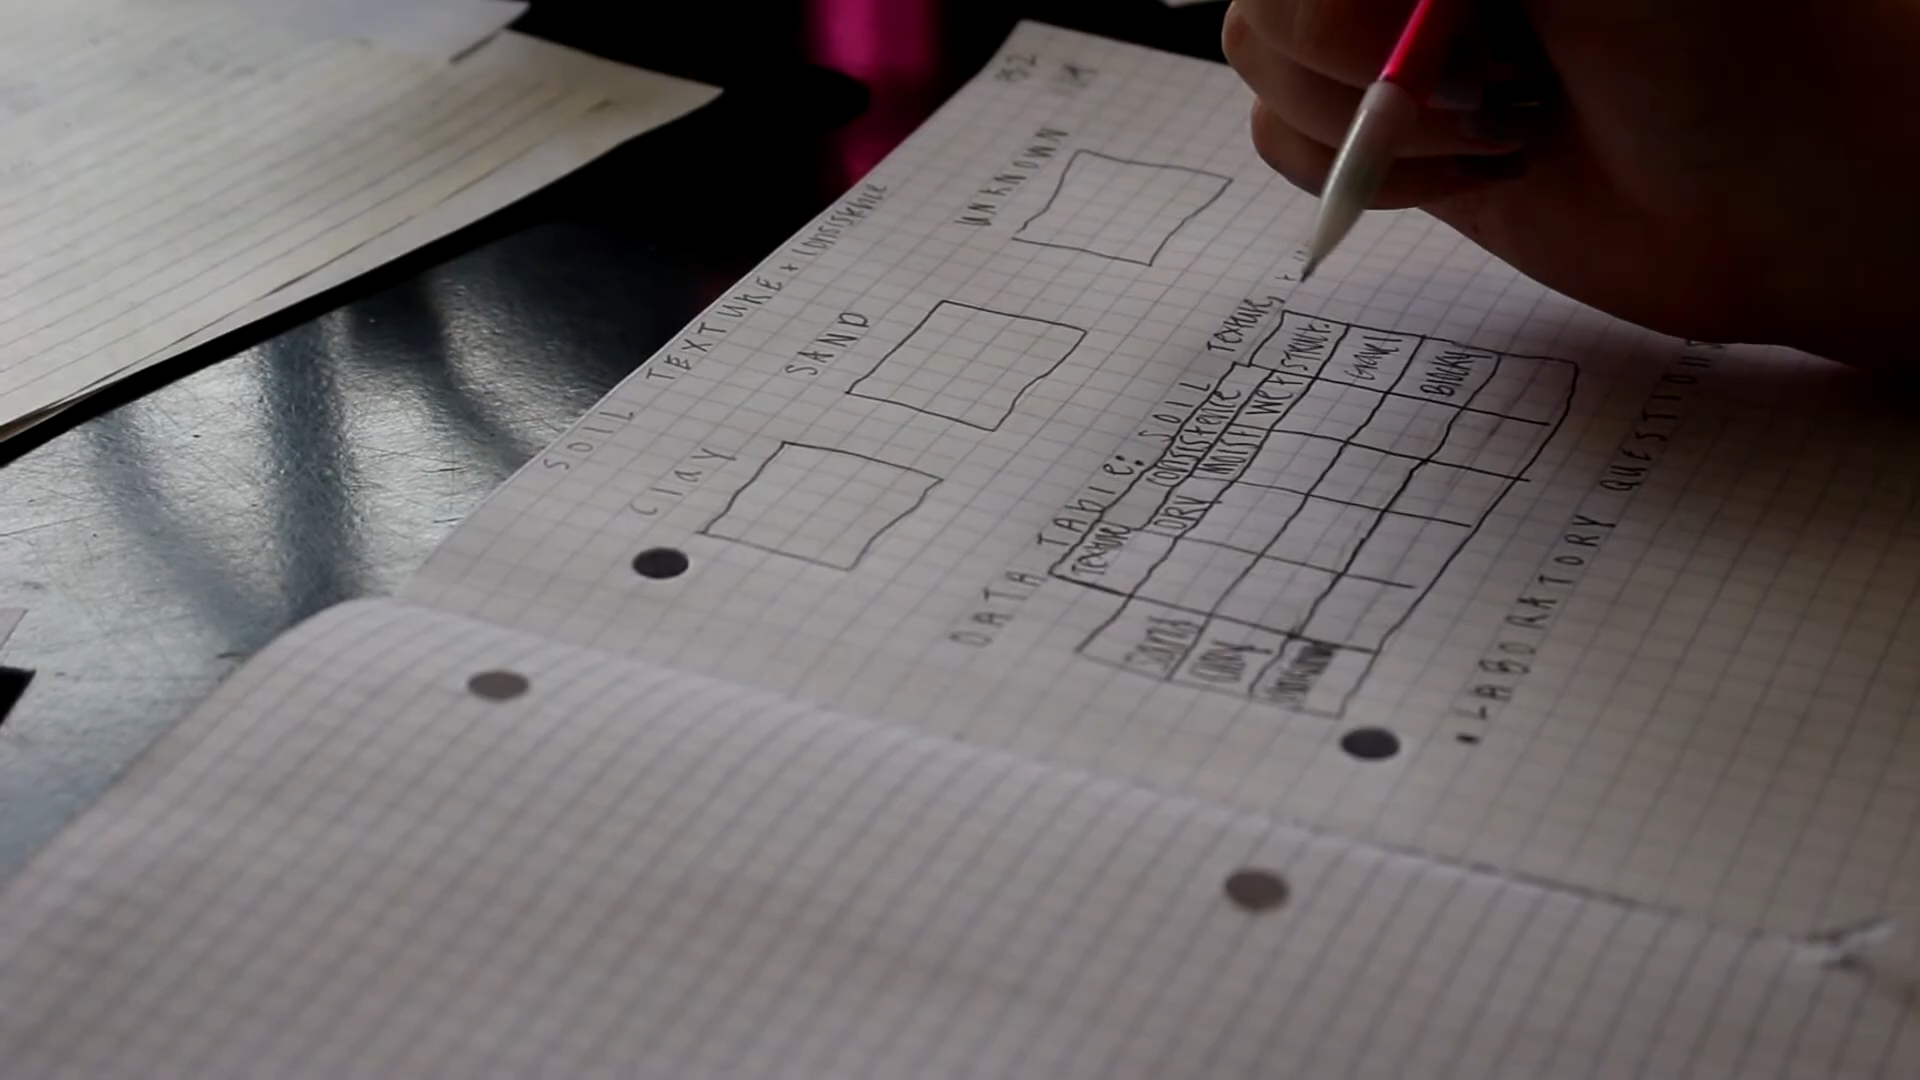 SOIL TEXTURE + Consistence
Clay SAND UNKNOWN
DATA TABLE: SOIL TEXTURE, +
CONSISTENCE
TEXTURE DRY MOIST WET STRUCT.
SAND
CLAY
BLOCKY
• LABORATORY QUESTIONS